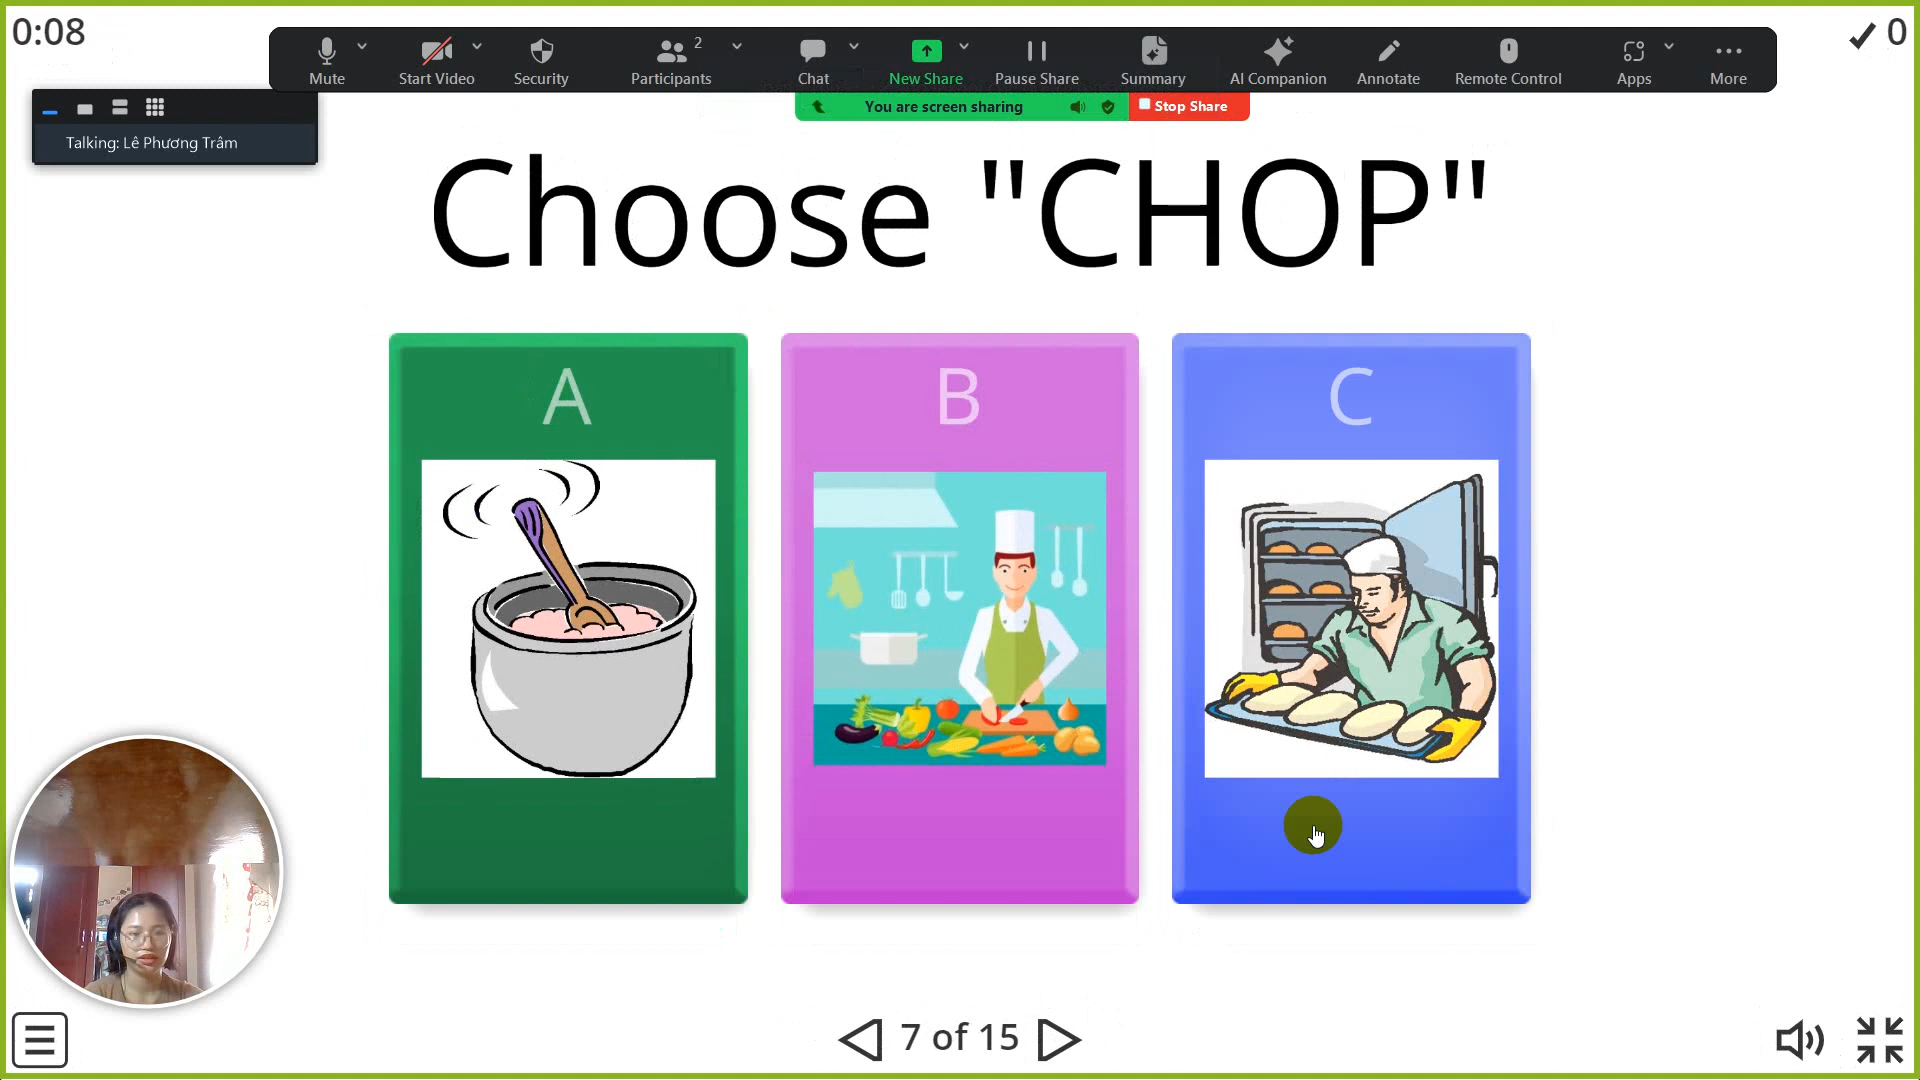 0:08
0
Mute
Start Video
Security
Participants
2
Chat
New Share
Pause Share
Summary
AI Companion
Annotate
Remote Control
Apps
More
You are screen sharing
Stop Share
Talking: Lê Phương Trâm
Choose "CHOP"
A
B
C
7 of 15